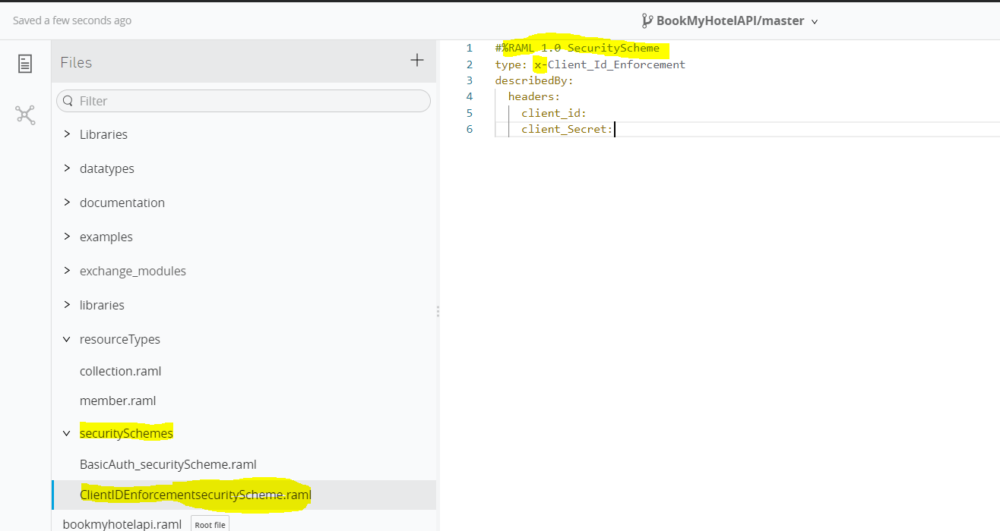 Saved a few seconds ago
BookMyHotelAPI/master
Files
Filter
Libraries
datatypes
documentation
examples
exchange_modules
libraries
resourceTypes
collection.raml
member.raml
securitySchemes
BasicAuth_securityScheme.raml
ClientIDEnforcementsecurityScheme.raml
bookmyhotelapi.raml Root file
1 #%RAML 1.0 SecurityScheme
2 type: x-Client_Id_Enforcement
3 describedBy:
4 headers:
5 client_id:
6 client_Secret: